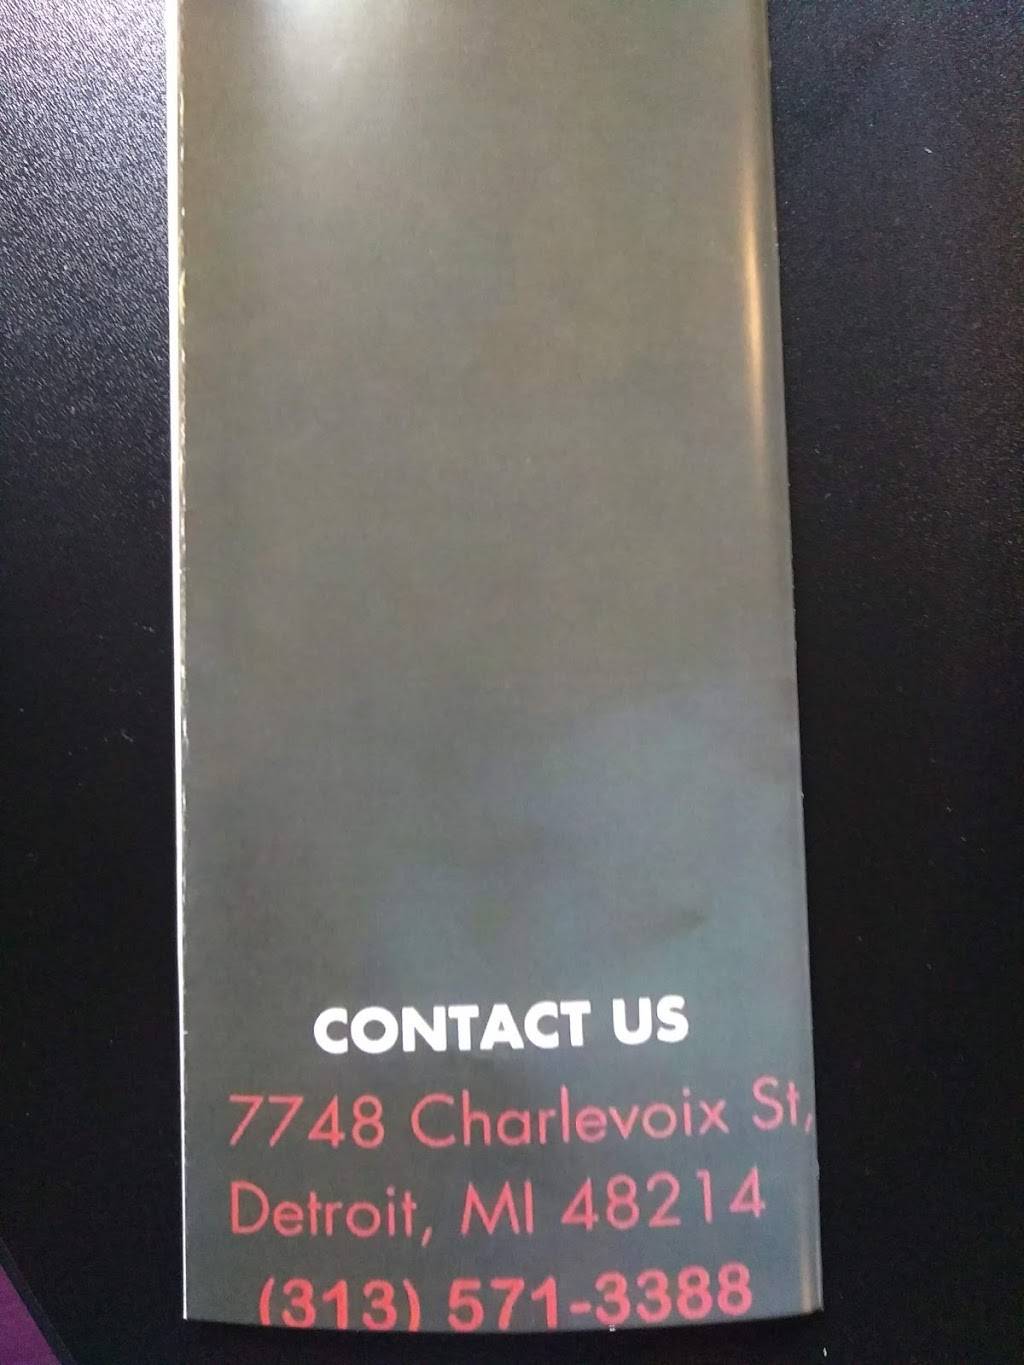 CONTACT US
7748 Charlevoix St,
Detroit, MI 48214
(313) 571-3388